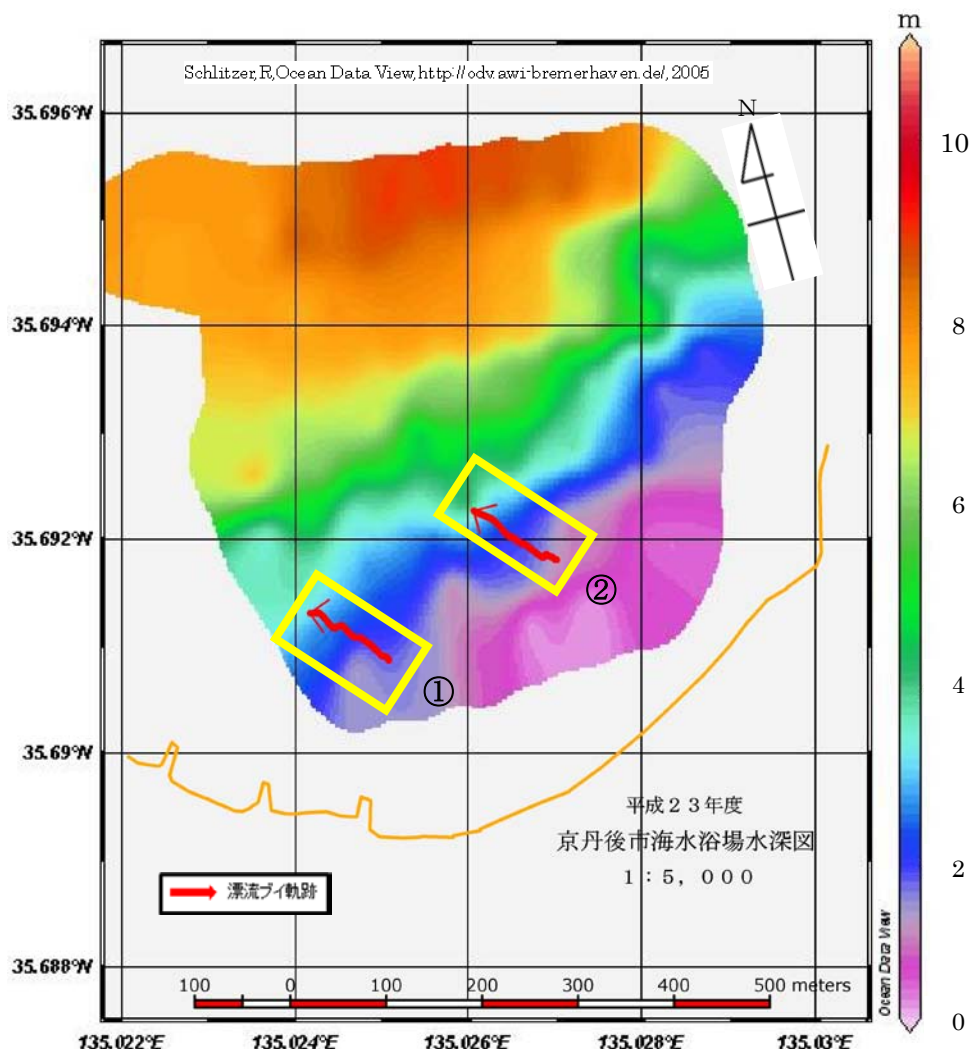 m
Schlitzer,R,Ocean Data View,http://odv.awi-bremerhaven.de/,2005
35.696°N
N
10
35.694°N
8
6
35.692°N
②
①
4
35.69°N
平成２３年度
京丹後市海水浴場水深図
１：５，０００
2
漂流ブイ軌跡
35.688°N
100 0 100 200 300 400 500 meters
Ocean Data View
0
135.022°E 135.024°E 135.026°E 135.028°E 135.03°E